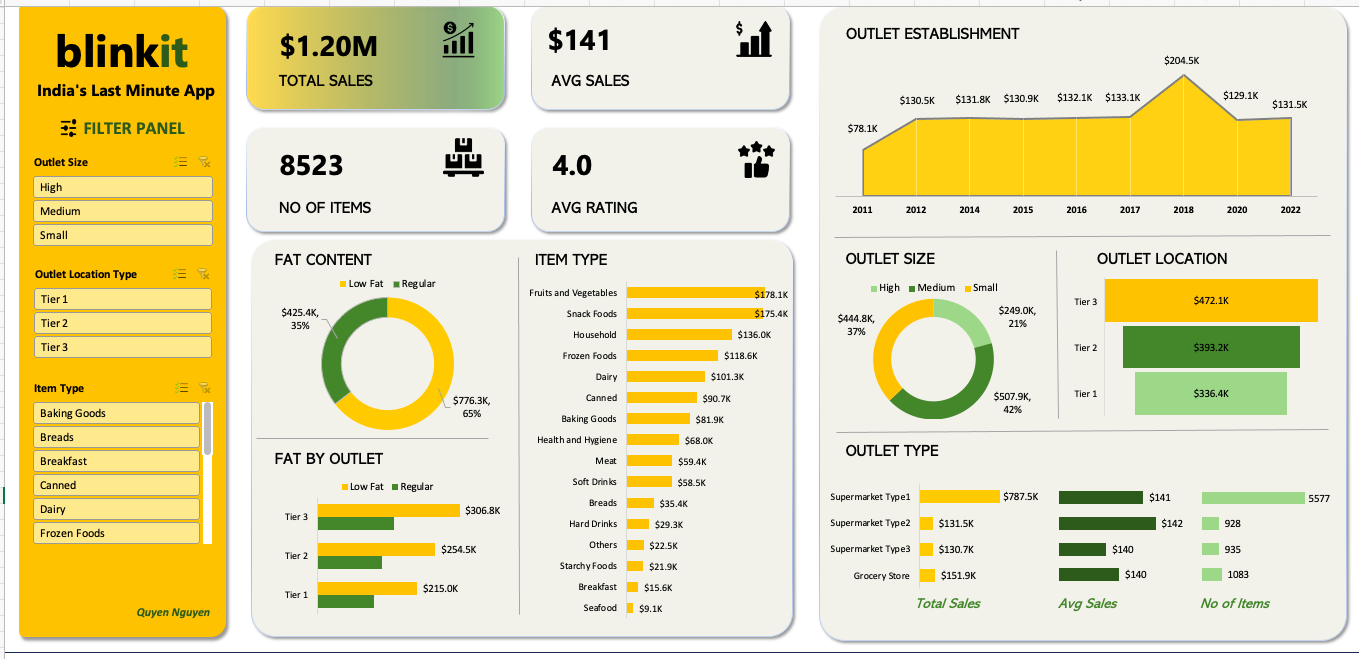 blinkit
India's Last Minute App
FILTER PANEL
Outlet Size
High
Medium
Small
Outlet Location Type
Tier 1
Tier 2
Tier 3
Item Type
Baking Goods
Breads
Breakfast
Canned
Dairy
Frozen Foods
Quyen Nguyen
$1.20M
TOTAL SALES
$141
AVG SALES
8523
NO OF ITEMS
4.0
AVG RATING
FAT CONTENT
Low Fat Regular
$425.4K,
35%
$776.3K,
65%
FAT BY OUTLET
Low Fat Regular
Tier 3 $306.8K
Tier 2 $254.5K
Tier 1 $215.0K
ITEM TYPE
Fruits and Vegetables $178.1K
Snack Foods $175.4K
Household $136.0K
Frozen Foods $118.6K
Dairy $101.3K
Canned $90.7K
Baking Goods $81.9K
Health and Hygiene $68.0K
Meat $59.4K
Soft Drinks $58.5K
Breads $35.4K
Hard Drinks $29.3K
Others $22.5K
Starchy Foods $21.9K
Breakfast $15.6K
Seafood $9.1K
OUTLET ESTABLISHMENT
$78.1K $130.5K $131.8K $130.9K $132.1K $133.1K $204.5K $129.1K $131.5K
2011 2012 2014 2015 2016 2017 2018 2020 2022
OUTLET SIZE
High Medium Small
$444.8K,
37%
$249.0K,
21%
$507.9K,
42%
OUTLET LOCATION
Tier 3 $472.1K
Tier 2 $393.2K
Tier 1 $336.4K
OUTLET TYPE
Supermarket Type1 $787.5K $141 5577
Supermarket Type2 $131.5K $142 928
Supermarket Type3 $130.7K $140 935
Grocery Store $151.9K $140 1083
Total Sales Avg Sales No of Items